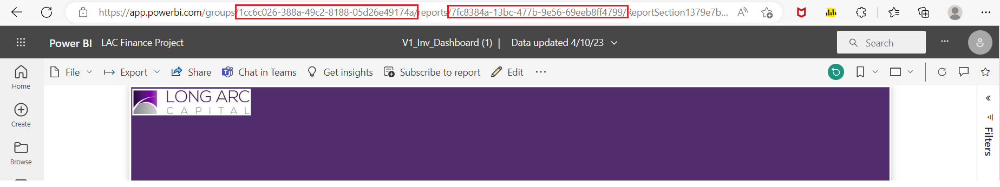 https://app.powerbi.com/groups/1cc6c026-388a-49c2-8188-05d26e49174a/reports/7fc8384a-13bc-477b-9e56-69eeb8ff4799/ReportSection1379e7b... A
Power BI LAC Finance Project V1_Inv_Dashboard (1) | Data updated 4/10/23 Search ...
File Export Share Chat in Teams Get insights Subscribe to report Edit ...
Home
Create
Browse
LONG ARC
CAPITAL
Filters